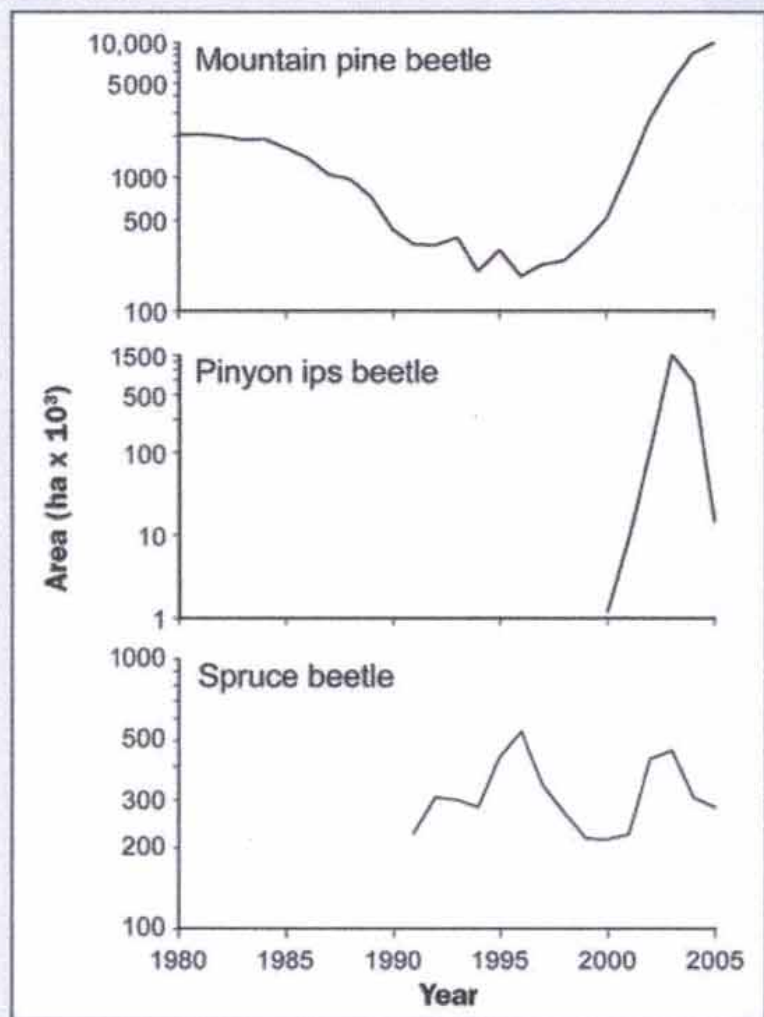 10,000
5000
1000
500
100
Mountain pine beetle
1500
500
100
10
1
Pinyon ips beetle
Area (ha x 10³)
1000
500
300
200
100
Spruce beetle
1980 1985 1990 1995 2000 2005
Year